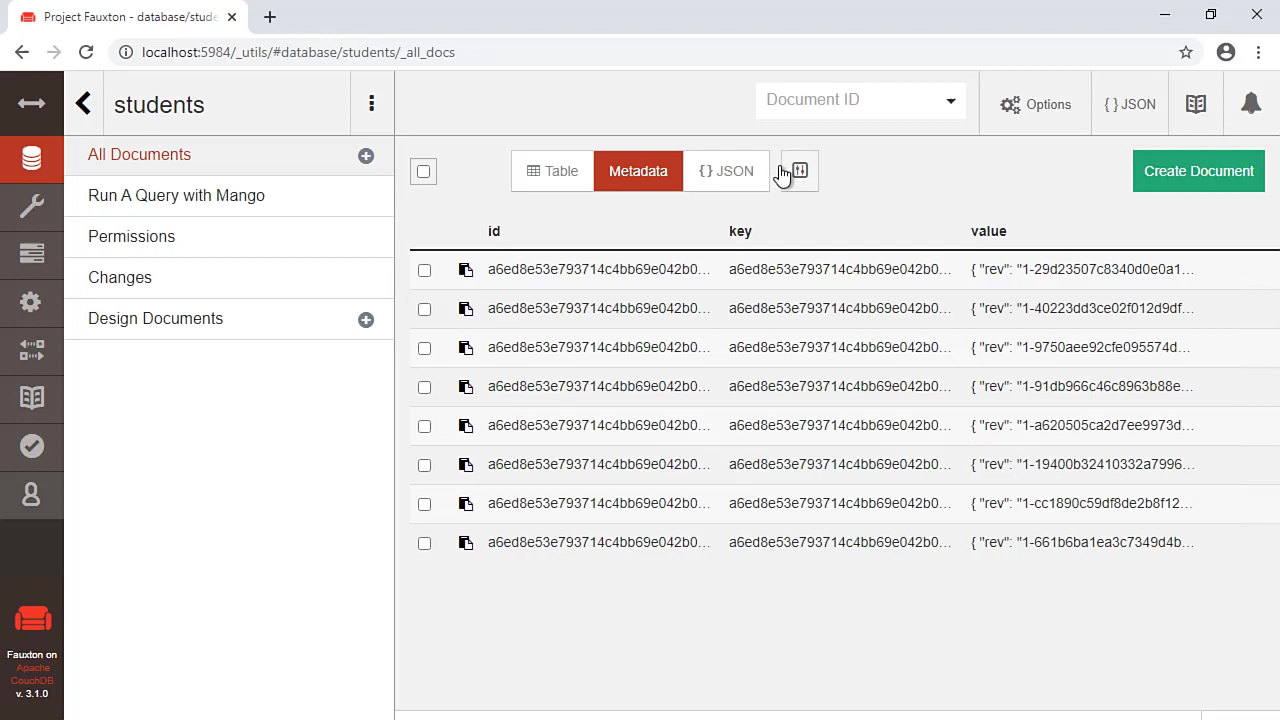 Project Fauxton - database/stude
localhost:5984/_utils/#database/students/_all_docs
students
Document ID
Options
{ } JSON
All Documents
Run A Query with Mango
Permissions
Changes
Design Documents
Table
Metadata
{ } JSON
Create Document
id key value
a6ed8e53e793714c4bb69e042b0... a6ed8e53e793714c4bb69e042b0... { "rev": "1-29d23507c8340d0e0a1...
a6ed8e53e793714c4bb69e042b0... a6ed8e53e793714c4bb69e042b0... { "rev": "1-40223dd3ce02f012d9df...
a6ed8e53e793714c4bb69e042b0... a6ed8e53e793714c4bb69e042b0... { "rev": "1-9750aee92cfe095574d...
a6ed8e53e793714c4bb69e042b0... a6ed8e53e793714c4bb69e042b0... { "rev": "1-91db966c46c8963b88e...
a6ed8e53e793714c4bb69e042b0... a6ed8e53e793714c4bb69e042b0... { "rev": "1-a620505ca2d7ee9973d...
a6ed8e53e793714c4bb69e042b0... a6ed8e53e793714c4bb69e042b0... { "rev": "1-19400b32410332a7996...
a6ed8e53e793714c4bb69e042b0... a6ed8e53e793714c4bb69e042b0... { "rev": "1-cc1890c59df8de2b8f12...
a6ed8e53e793714c4bb69e042b0... a6ed8e53e793714c4bb69e042b0... { "rev": "1-661b6ba1ea3c7349d4b...
Fauxton on
Apache
CouchDB
v. 3.1.0